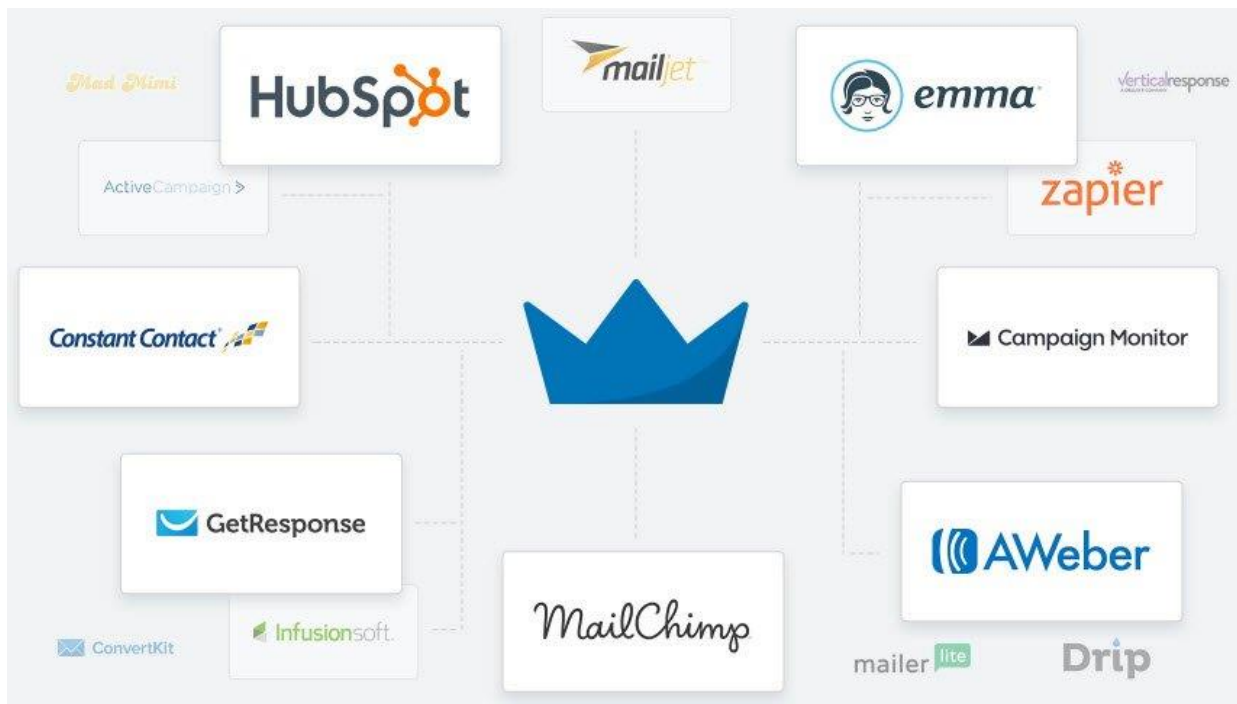 Mad Mimi
HubSpot
mailjet
emma
verticalresponse
ActiveCampaign >
zapier
Constant Contact®
Campaign Monitor
GetResponse
AWeber
Infusionsoft.
MailChimp
ConvertKit
mailer lite
Drip